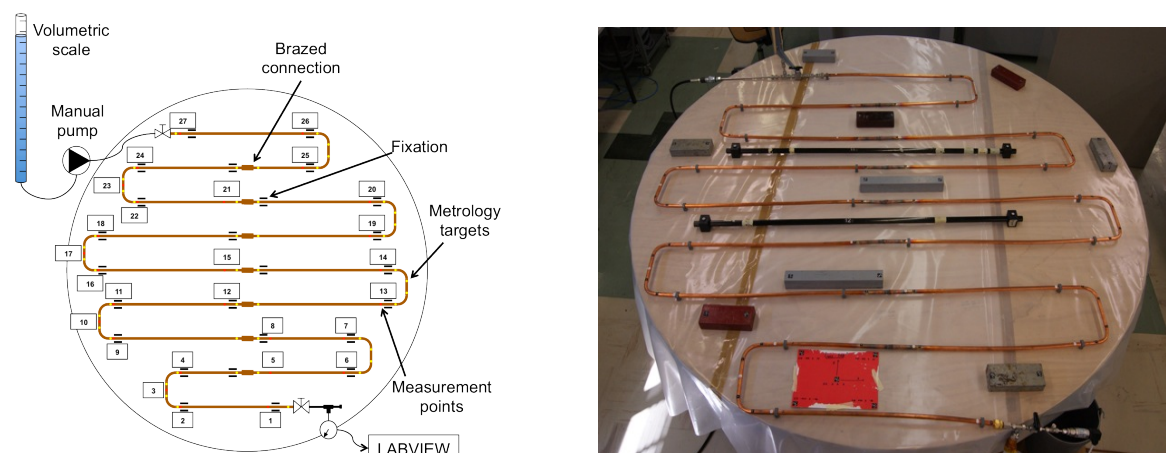 Volumetric
scale
Brazed
connection
Manual
pump
27
26
Fixation
24
25
23
21
20
22
Metrology
targets
18
19
17
15
14
16
11
12
13
10
8
7
9
4
5
6
3
Measurement
points
2
1
LABVIEW